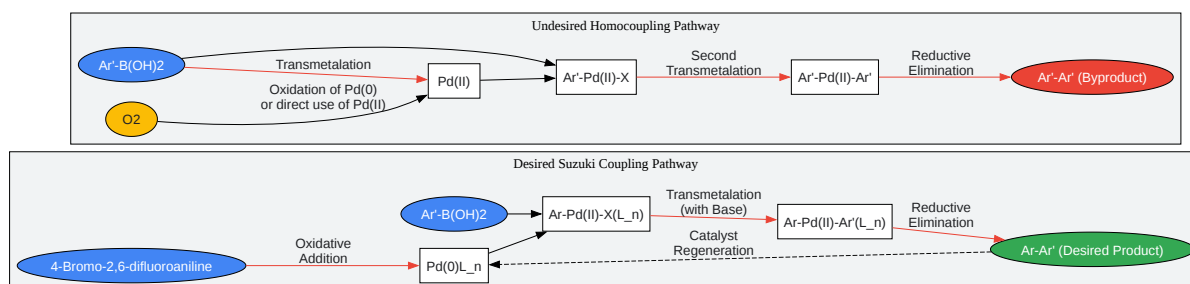 Undesired Homocoupling Pathway
Ar'-B(OH)2
Transmetalation
Second
Transmetalation
Reductive
Elimination
Pd(II)
Ar'-Pd(II)-X
Ar'-Pd(II)-Ar'
Ar'-Ar' (Byproduct)
Oxidation of Pd(0)
or direct use of Pd(II)
O2
Desired Suzuki Coupling Pathway
Ar'-B(OH)2
Ar-Pd(II)-X(L_n)
Transmetalation
(with Base)
Ar-Pd(II)-Ar'(L_n)
Reductive
Elimination
4-Bromo-2,6-difluoroaniline
Oxidative
Addition
Pd(0)L_n
Catalyst
Regeneration
Ar-Ar' (Desired Product)